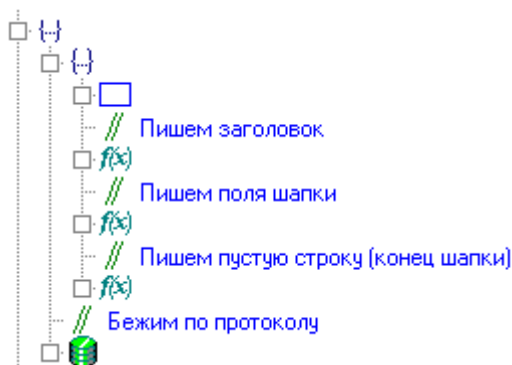 {..}
{..}
// Пишем заголовок
f(x)
// Пишем поля шапки
f(x)
// Пишем пустую строку (конец шапки)
f(x)
// Бежим по протоколу